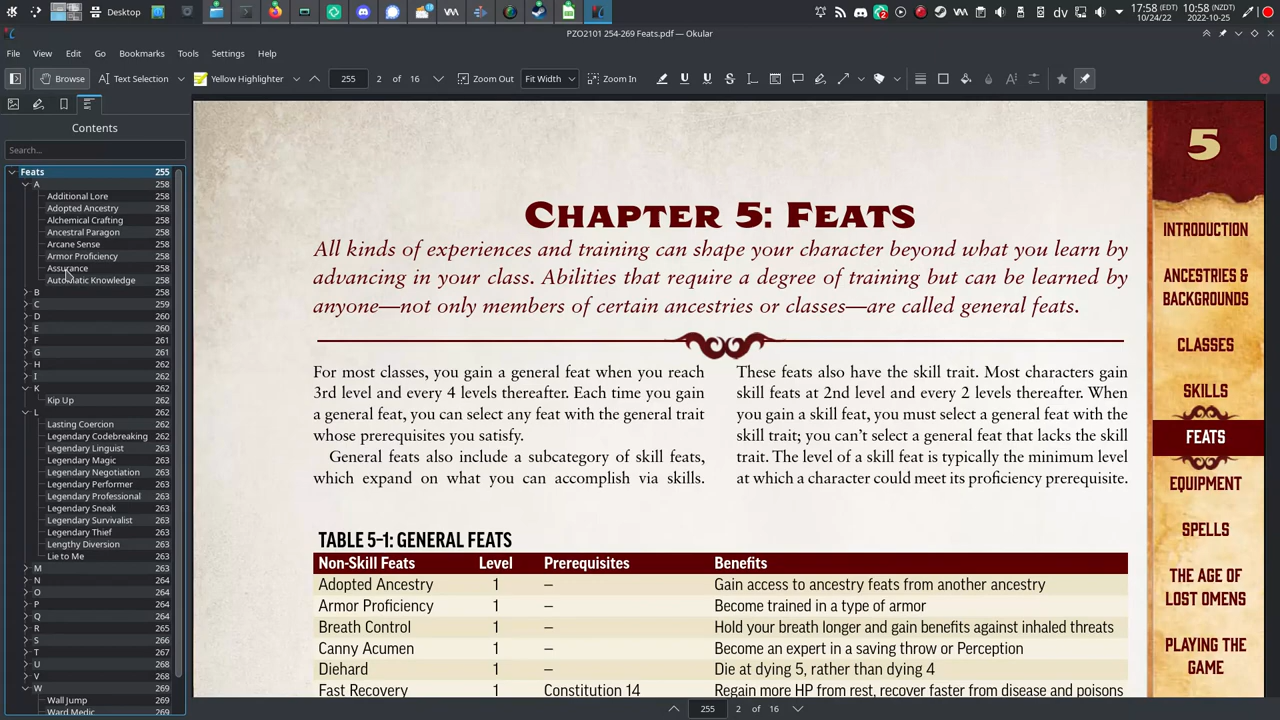 Desktop
2
dv
17:58 (EDT) 10:58 (NZDT)
10/24/22 2022-10-25
PZO2101 254-269 Feats.pdf — Okular
File View Edit Go Bookmarks Tools Settings Help
Browse Text Selection Yellow Highlighter 255 2 of 16 Zoom Out Fit Width Zoom In
Contents
Search...
Feats 255
A 258
Additional Lore 258
Adopted Ancestry 258
Alchemical Crafting 258
Ancestral Paragon 258
Arcane Sense 258
Armor Proficiency 258
Assurance 258
Automatic Knowledge 258
B 258
C 259
D 260
E 260
F 261
G 261
H 262
I 262
K 262
Kip Up 262
L 262
Lasting Coercion 262
Legendary Codebreaking 262
Legendary Linguist 263
Legendary Magic 263
Legendary Negotiation 263
Legendary Performer 263
Legendary Professional 263
Legendary Sneak 263
Legendary Survivalist 263
Legendary Thief 263
Lengthy Diversion 263
Lie to Me 263
M 263
N 264
O 264
P 264
Q 264
R 265
S 266
T 267
U 268
V 268
W 269
Wall Jump 269
Ward Medic 269
Chapter 5: Feats
All kinds of experiences and training can shape your character beyond what you learn by
advancing in your class. Abilities that require a degree of training but can be learned by
anyone—not only members of certain ancestries or classes—are called general feats.
For most classes, you gain a general feat when you reach
3rd level and every 4 levels thereafter. Each time you gain
a general feat, you can select any feat with the general trait
whose prerequisites you satisfy.
General feats also include a subcategory of skill feats,
which expand on what you can accomplish via skills.
These feats also have the skill trait. Most characters gain
skill feats at 2nd level and every 2 levels thereafter. When
you gain a skill feat, you must select a general feat with the
skill trait; you can't select a general feat that lacks the skill
trait. The level of a skill feat is typically the minimum level
at which a character could meet its proficiency prerequisite.
TABLE 5–1: GENERAL FEATS
Non-Skill Feats Level Prerequisites Benefits
Adopted Ancestry 1 — Gain access to ancestry feats from another ancestry
Armor Proficiency 1 — Become trained in a type of armor
Breath Control 1 — Hold your breath longer and gain benefits against inhaled threats
Canny Acumen 1 — Become an expert in a saving throw or Perception
Diehard 1 — Die at dying 5, rather than dying 4
Fast Recovery 1 Constitution 14 Regain more HP from rest, recover faster from disease and poisons
5
INTRODUCTION
ANCESTRIES &
BACKGROUNDS
CLASSES
SKILLS
FEATS
EQUIPMENT
SPELLS
THE AGE OF
LOST OMENS
PLAYING THE
GAME
255 2 of 16